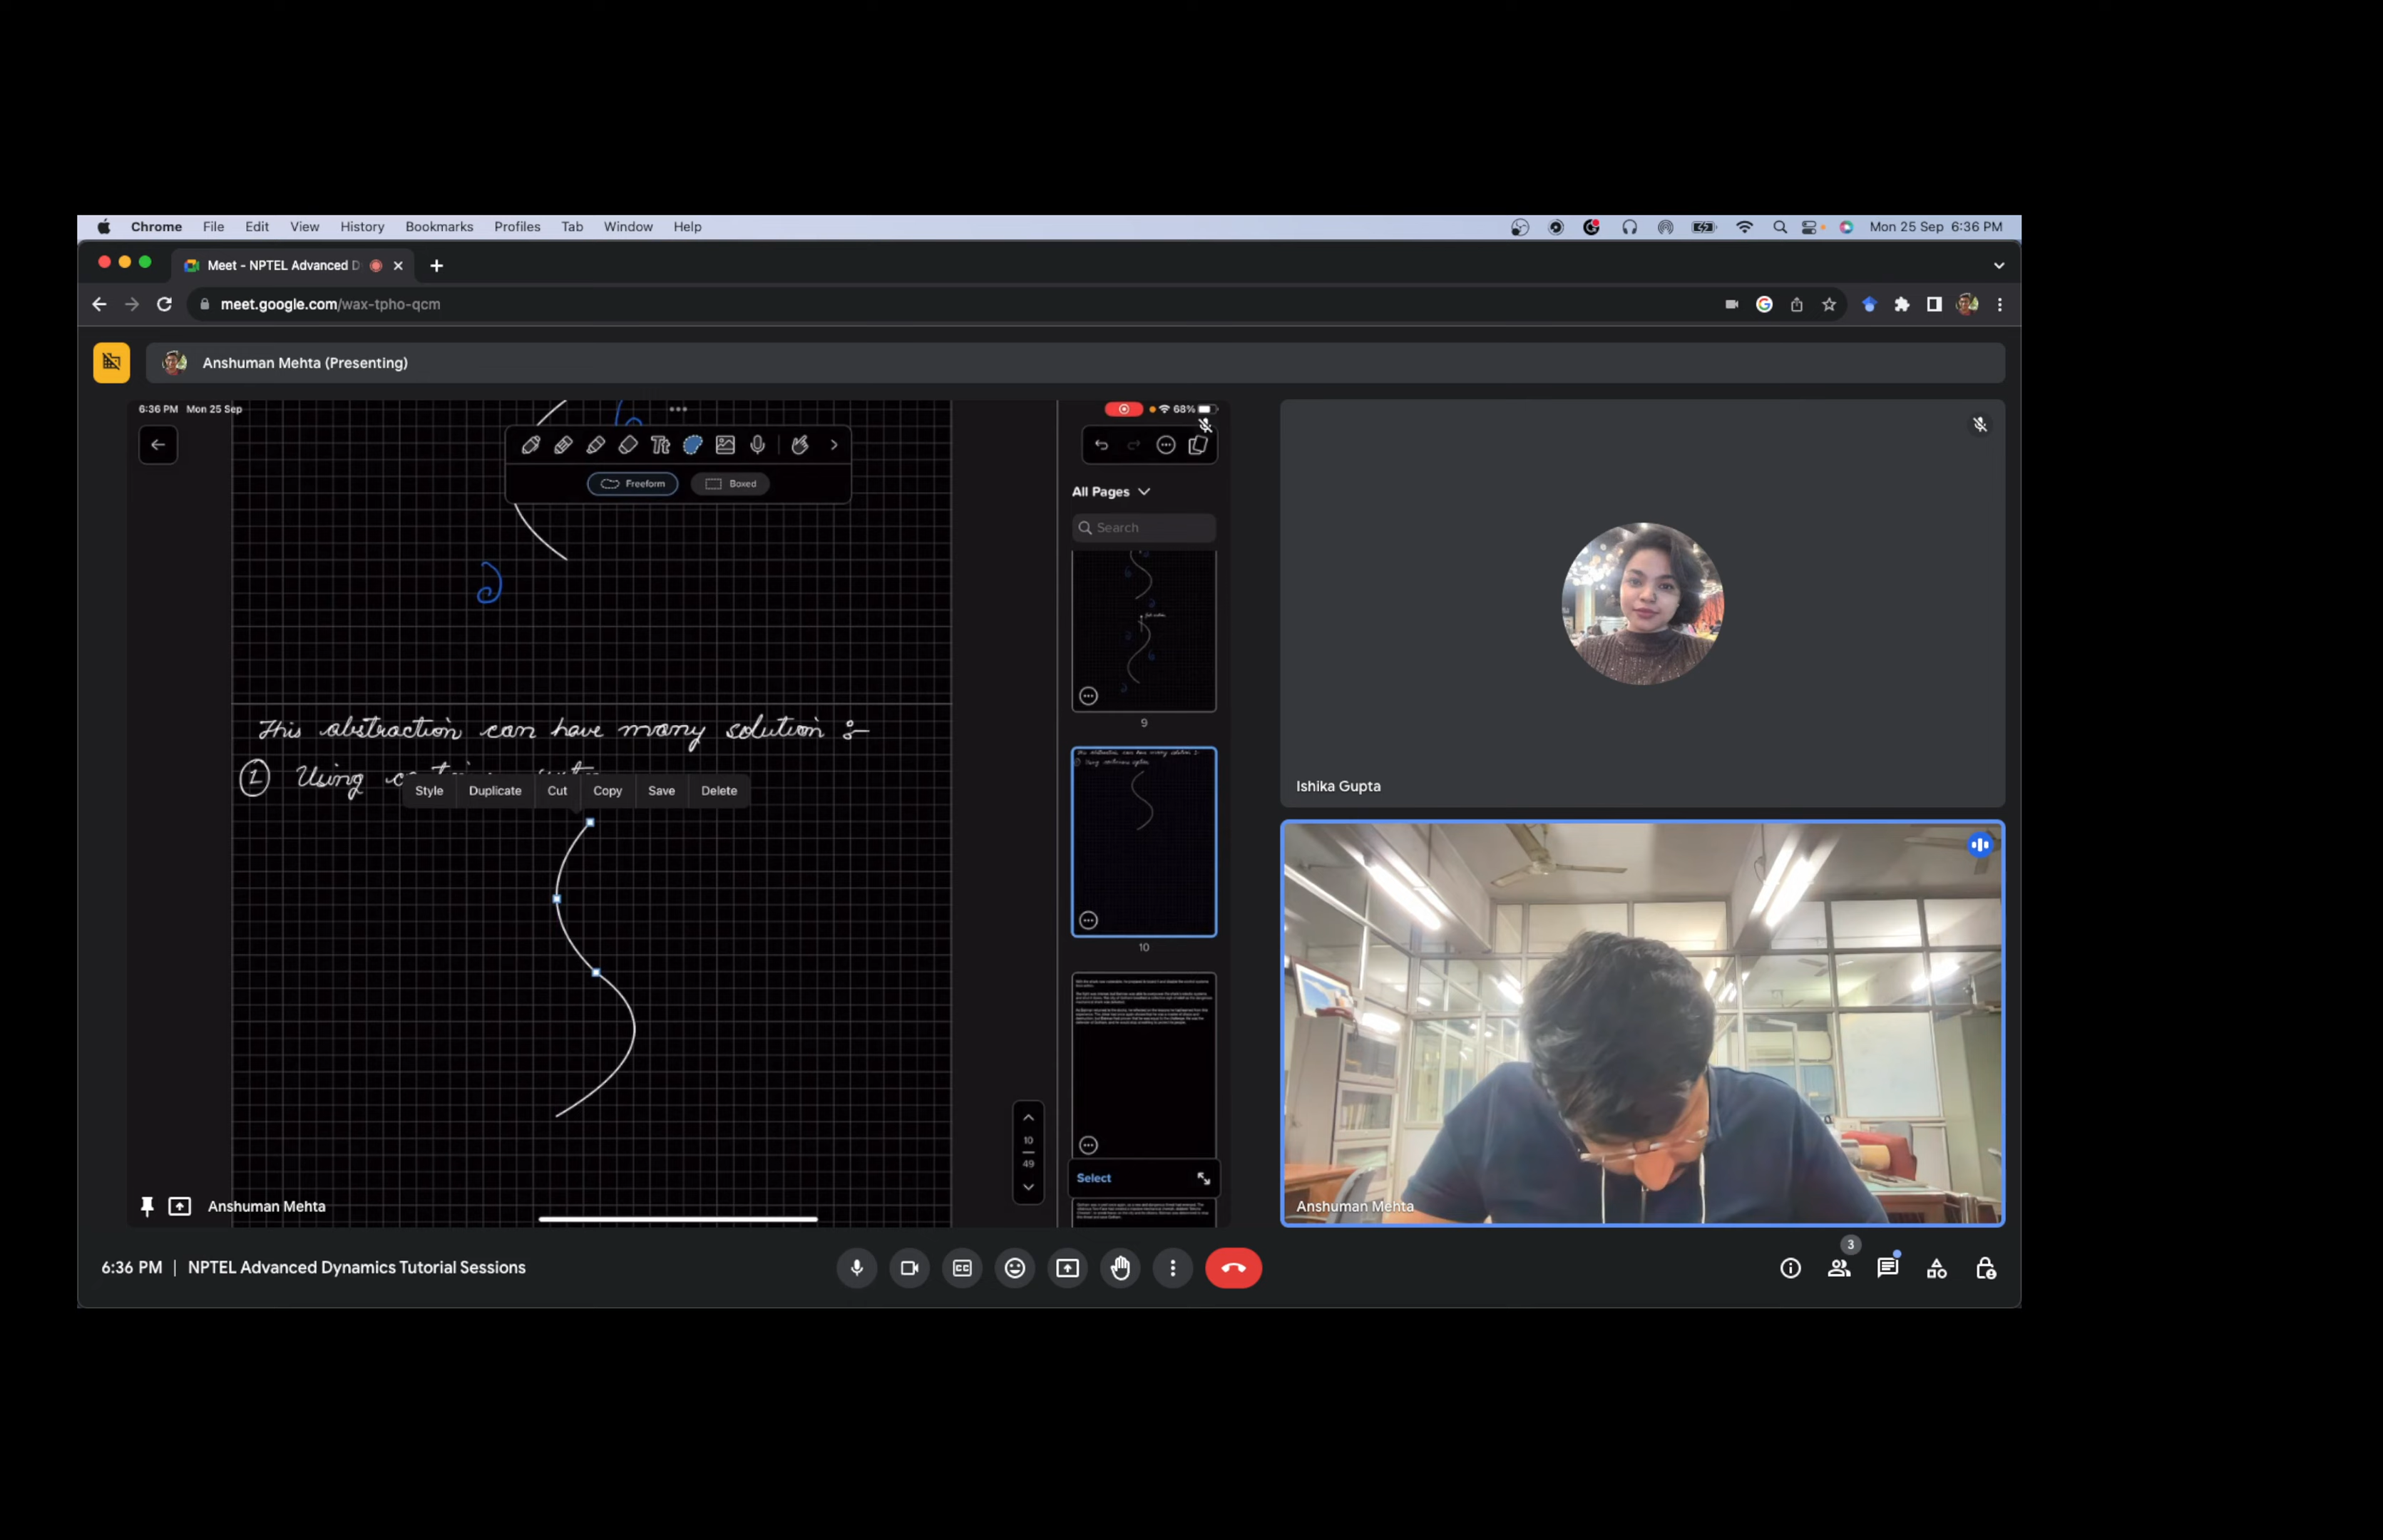 Chrome File Edit View History Bookmarks Profiles Tab Window Help Mon 25 Sep 6:36 PM
Meet - NPTEL Advanced D
meet.google.com/wax-tpho-qcm
Anshuman Mehta (Presenting)
6:36 PM Mon 25 Sep 68%
Freeform Boxed
All Pages
Search
9
This abstraction can have many solution :-
1 Using
Style Duplicate Cut Copy Save Delete
10
10
49
Select
Anshuman Mehta
Ishika Gupta
Anshuman Mehta
6:36 PM | NPTEL Advanced Dynamics Tutorial Sessions
CC
3